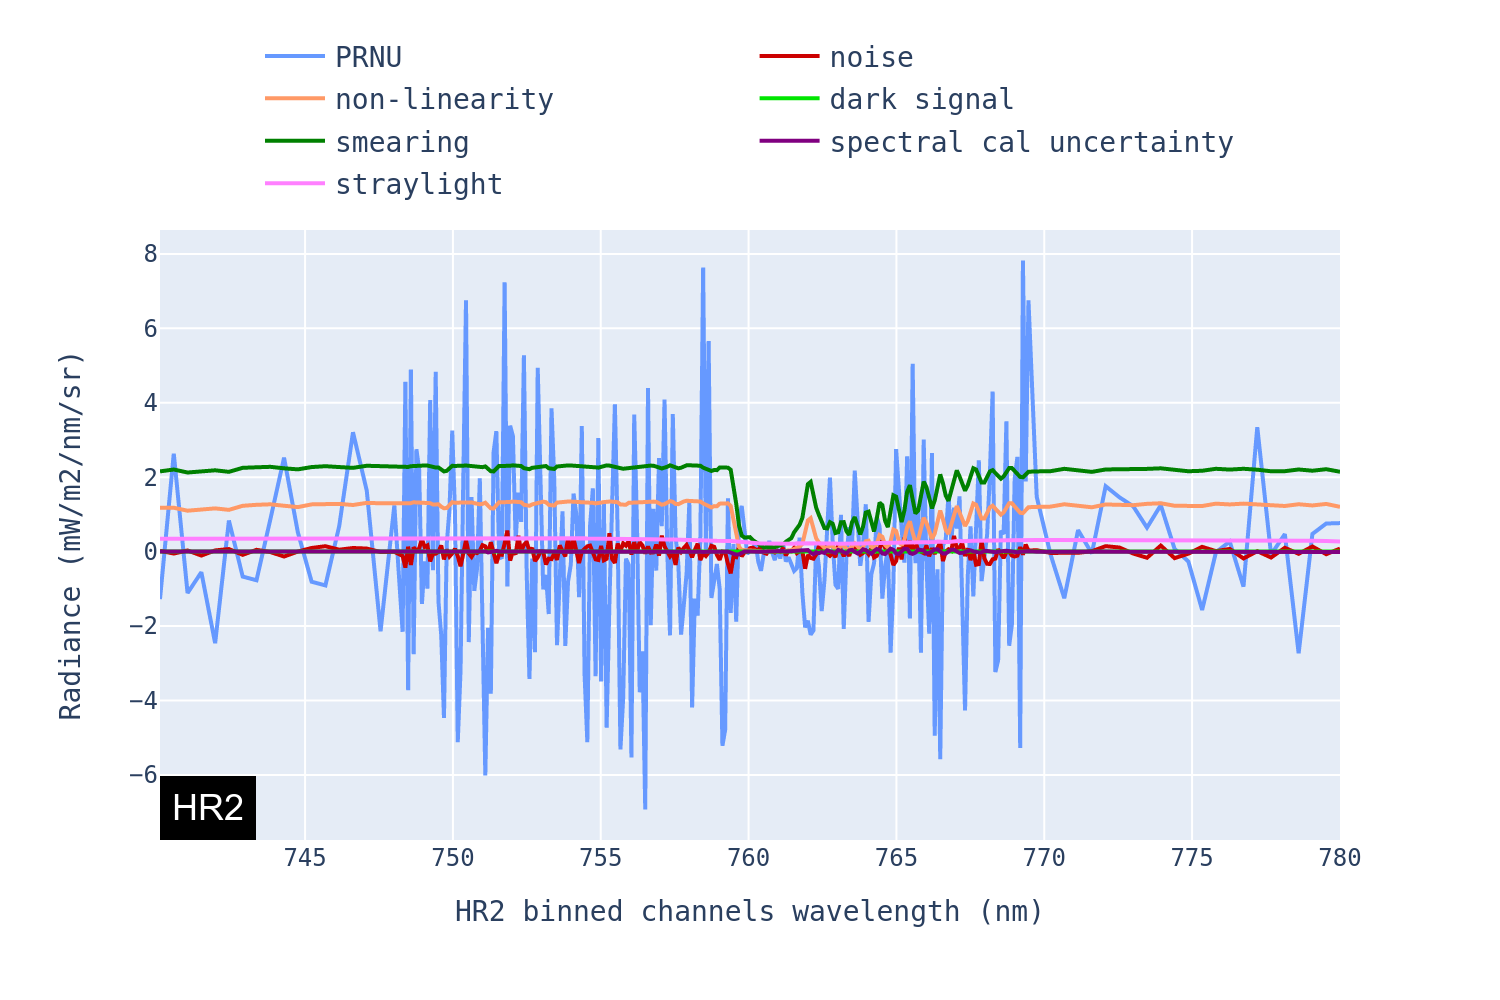 PRNU
noise
non-linearity
dark signal
smearing
spectral cal uncertainty
straylight
8
6
4
2
0
−2
−4
−6
Radiance (mW/m2/nm/sr)
HR2
745 750 755 760 765 770 775 780
HR2 binned channels wavelength (nm)